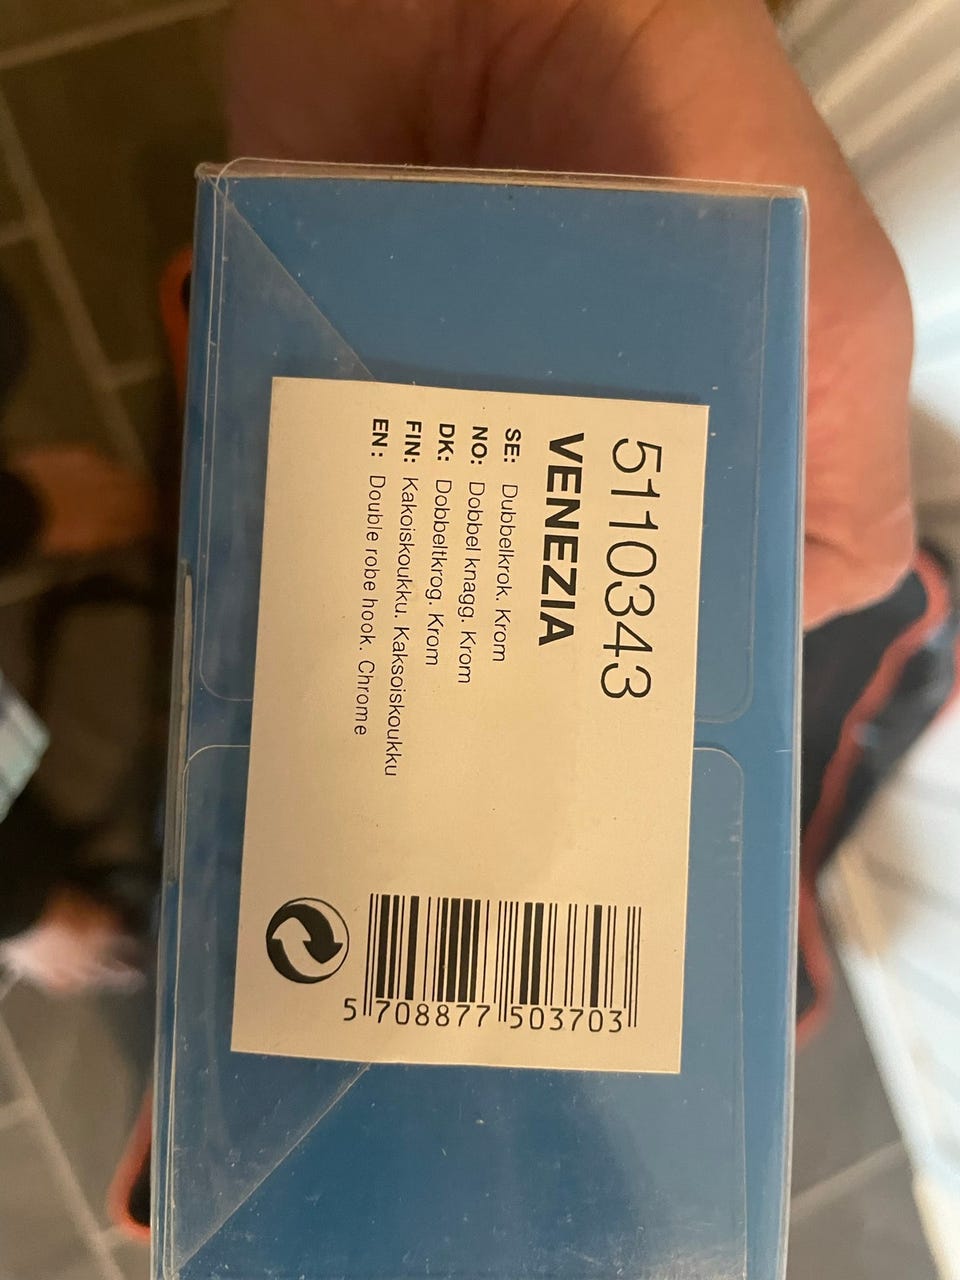 5110343
VENEZIA
SE: Dubbelkrok. Krom
NO: Dobbel knagg. Krom
DK: Dobbeltkrog. Krom
FIN: Kakoiskoukku. Kaksoiskoukku
EN: Double robe hook. Chrome
5 708877 503703